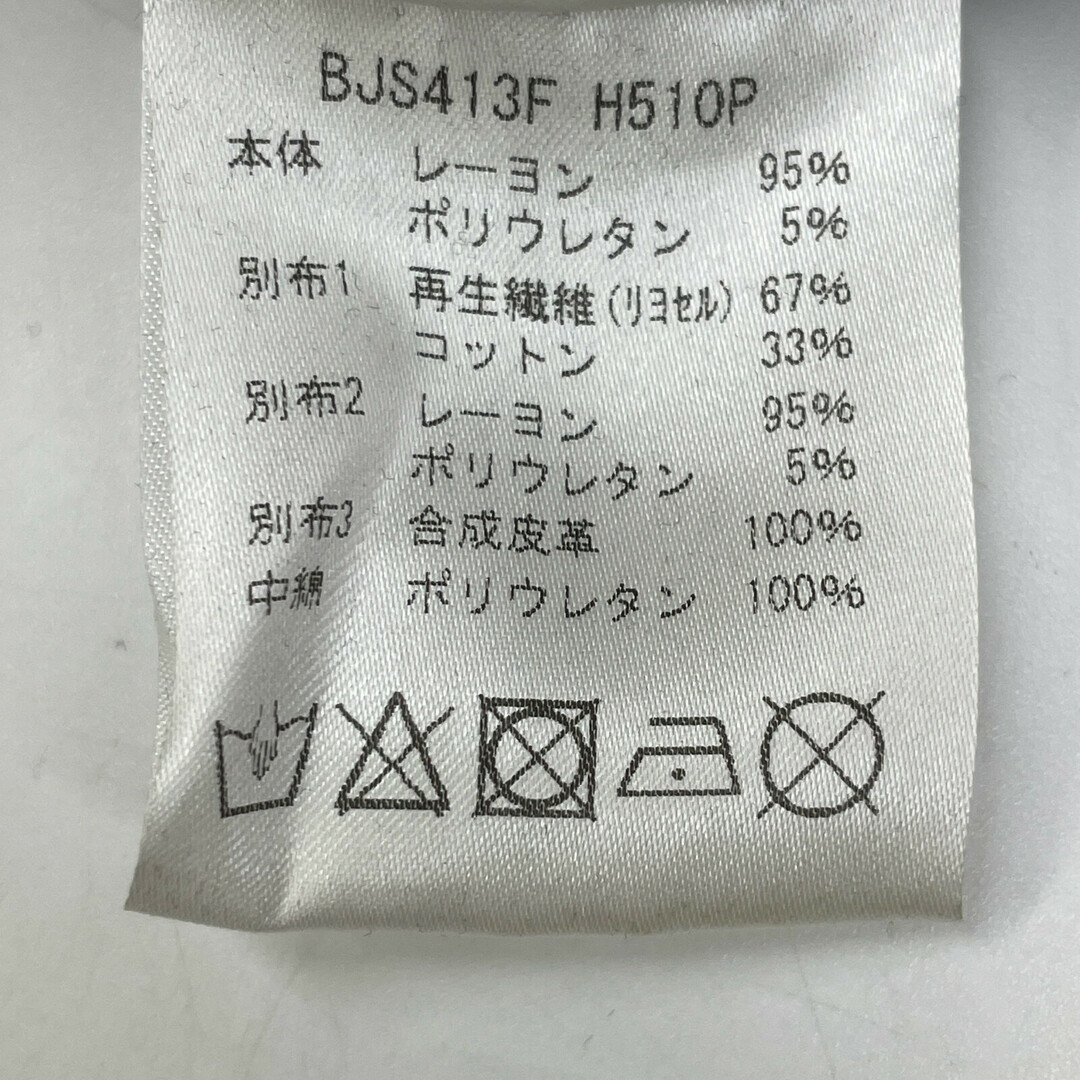 BJS413F H510P
本体 レーヨン 95%
ポリウレタン 5%
別布1 再生繊維(リヨセル) 67%
コットン 33%
別布2 レーヨン 95%
ポリウレタン 5%
別布3 合成皮革 100%
中綿 ポリウレタン 100%